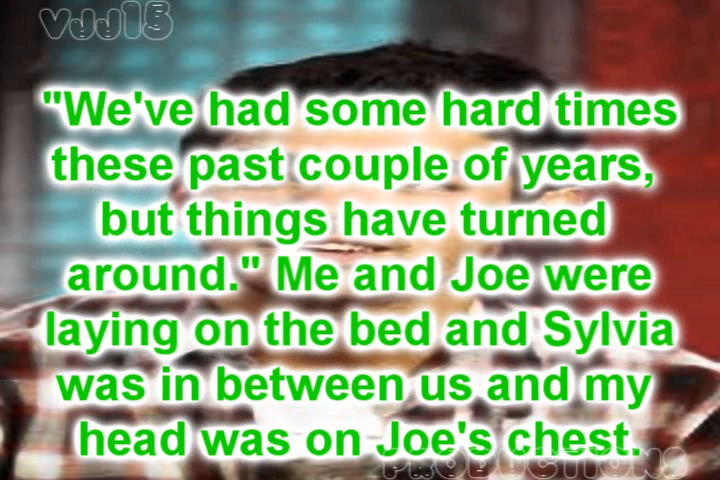 Vdd15
"We've had some hard times
these past couple of years,
but things have turned
around." Me and Joe were
laying on the bed and Sylvia
was in between us and my
head was on Joe's chest.
PRODUCTIONS